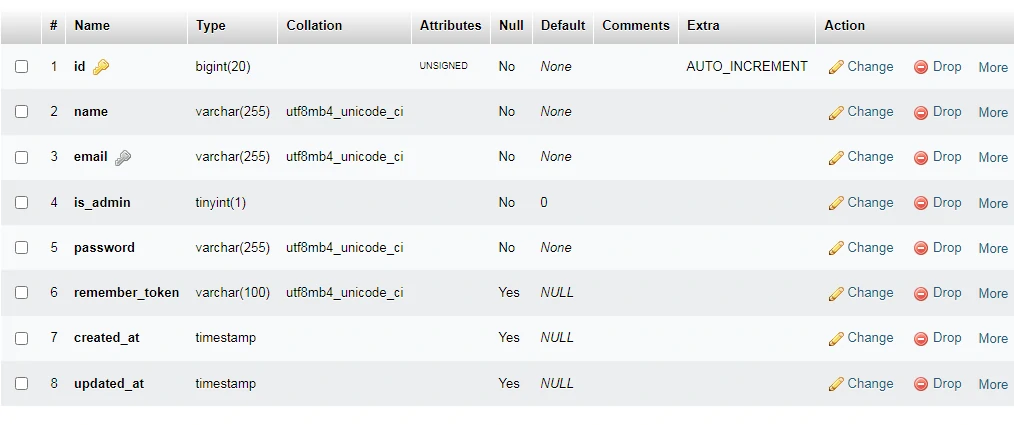 # Name Type Collation Attributes Null Default Comments Extra Action
1 id bigint(20) UNSIGNED No None AUTO_INCREMENT Change Drop More
2 name varchar(255) utf8mb4_unicode_ci No None Change Drop More
3 email varchar(255) utf8mb4_unicode_ci No None Change Drop More
4 is_admin tinyint(1) No 0 Change Drop More
5 password varchar(255) utf8mb4_unicode_ci No None Change Drop More
6 remember_token varchar(100) utf8mb4_unicode_ci Yes NULL Change Drop More
7 created_at timestamp Yes NULL Change Drop More
8 updated_at timestamp Yes NULL Change Drop More